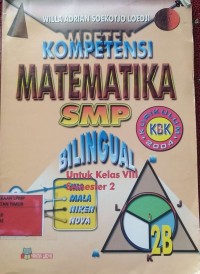 WILLA ADRIAN SOEKOTJO LOEDJI
KOMPETENSI
MATEMATIKA
SMP
KURIKULUM
KBK
2004
BILINGUAL
Untuk Kelas VIII
Semester 2
MALA
NIKEN
NOVA
2B